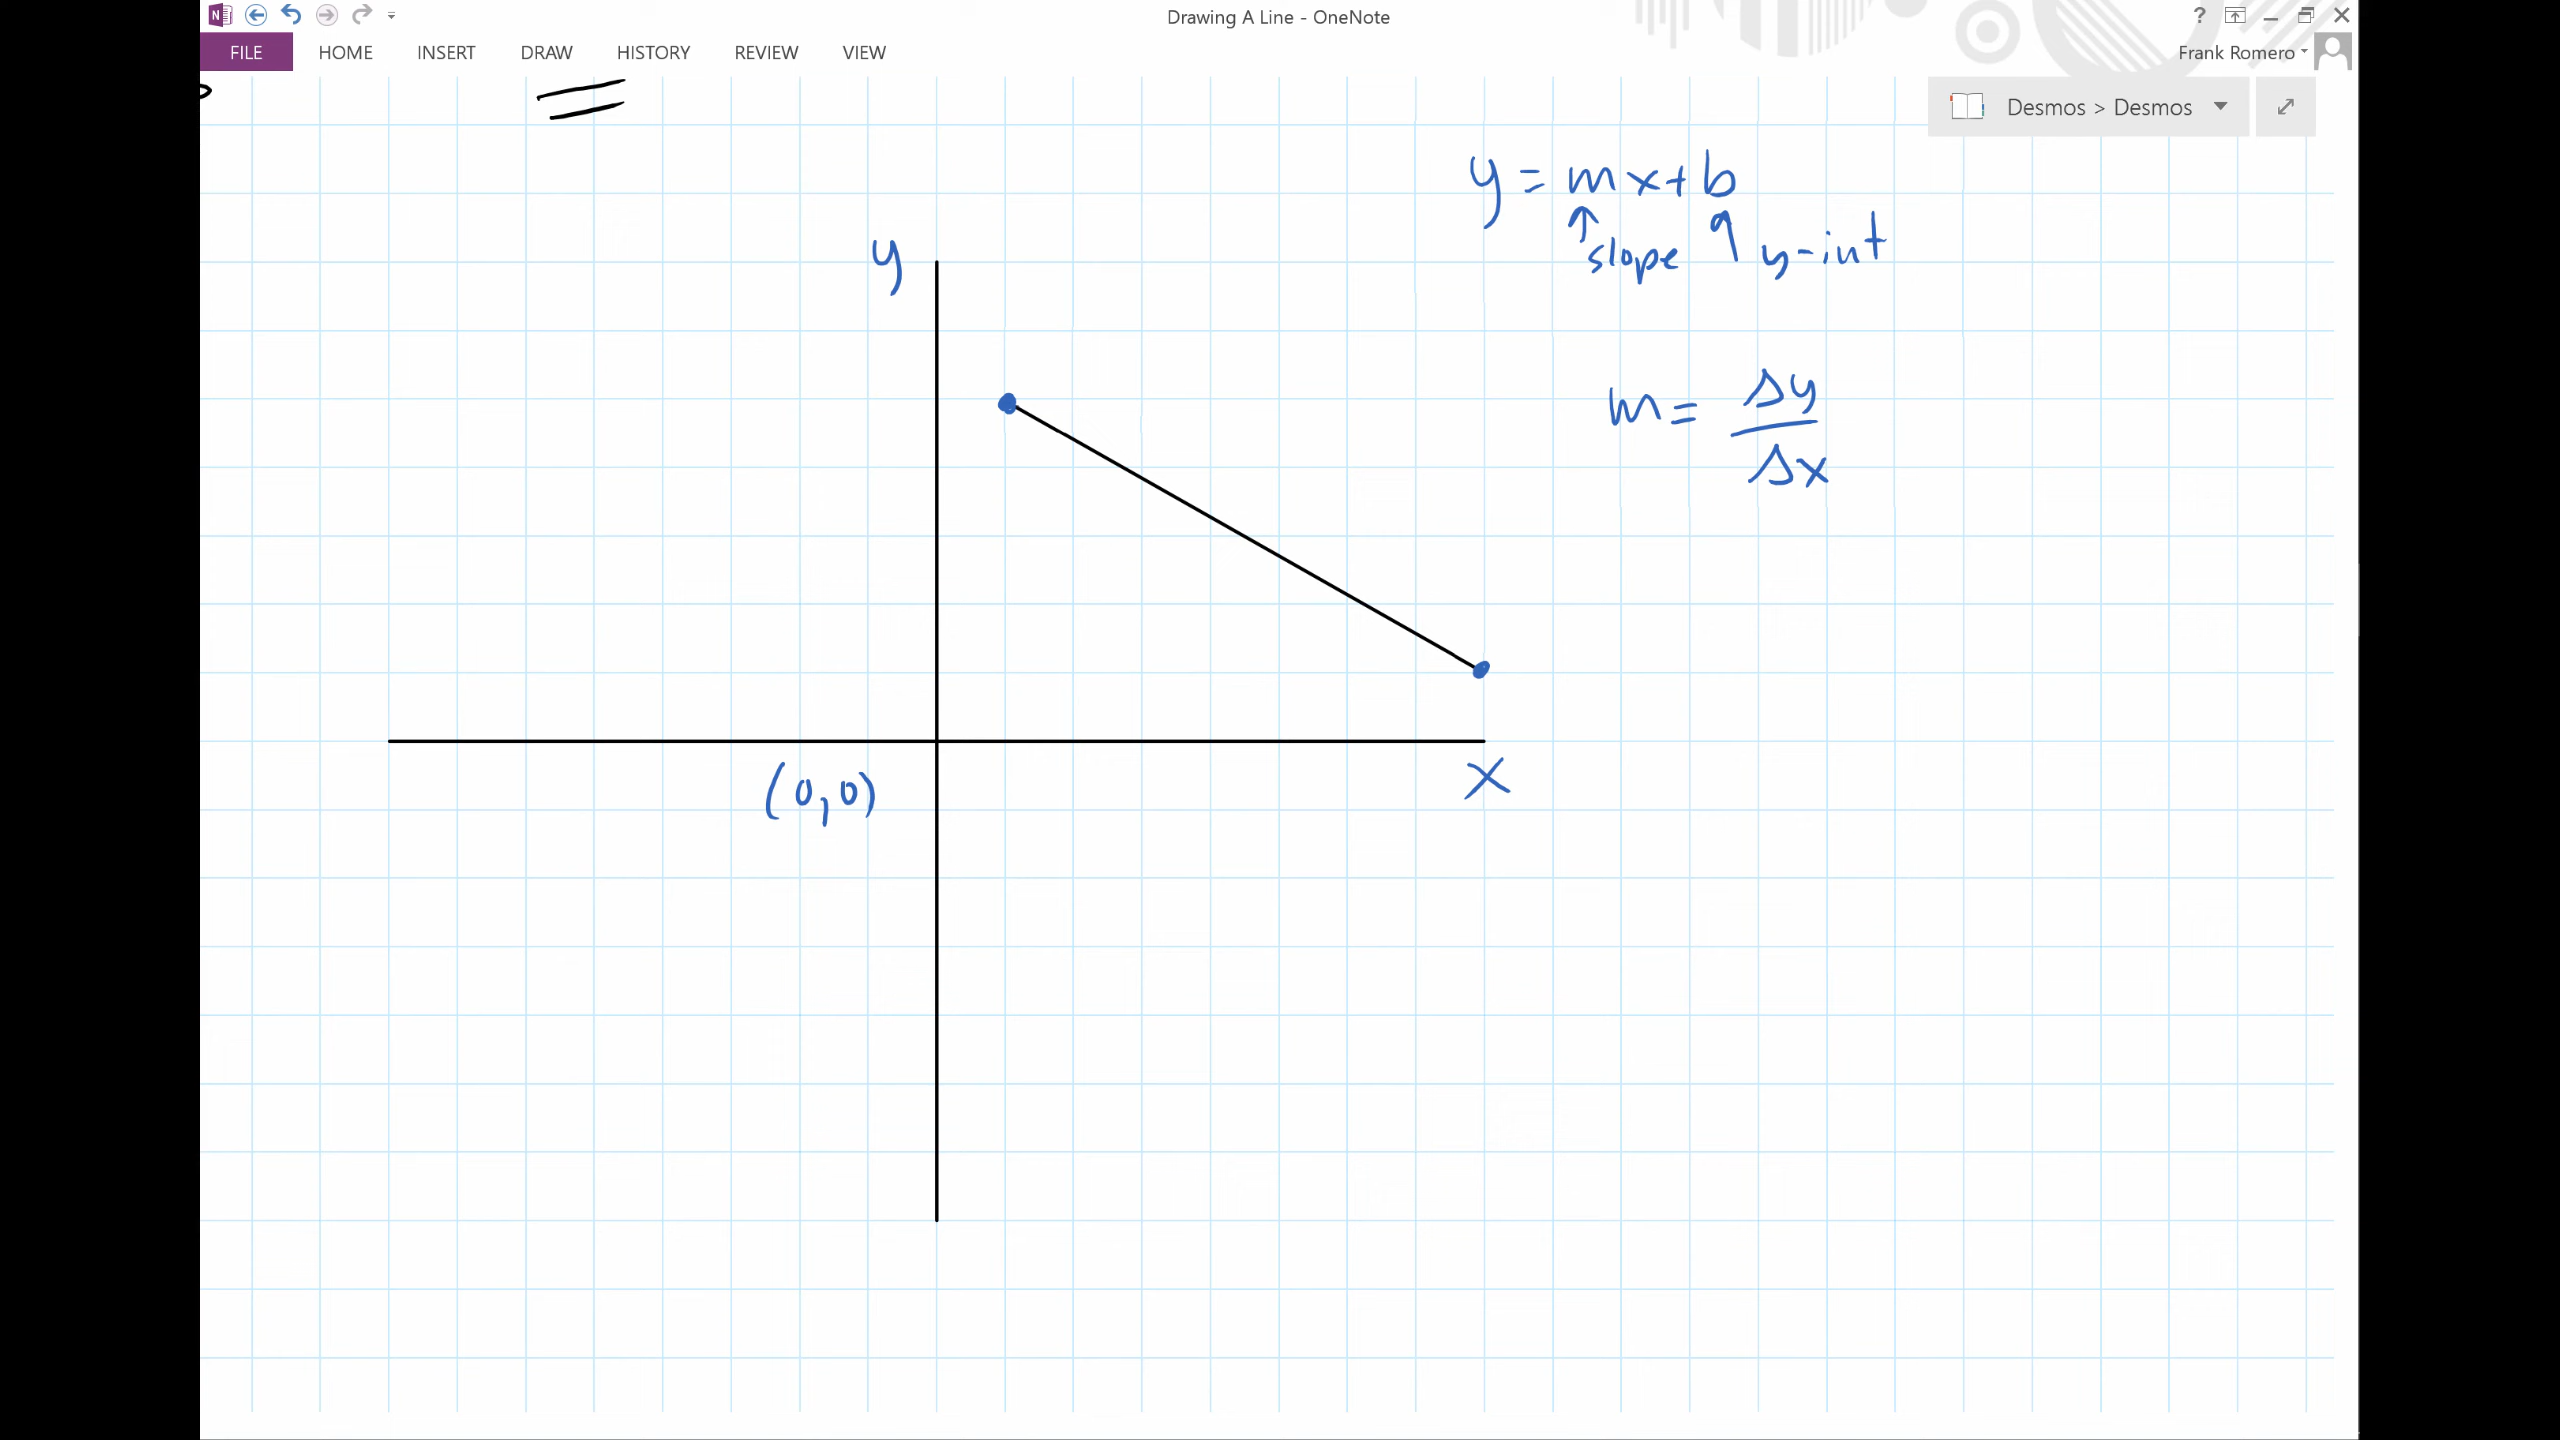 Drawing A Line - OneNote
FILE HOME INSERT DRAW HISTORY REVIEW VIEW
Frank Romero
Desmos > Desmos
y = mx+b
slope y-int
y
m = Δy/Δx
(0,0)
x